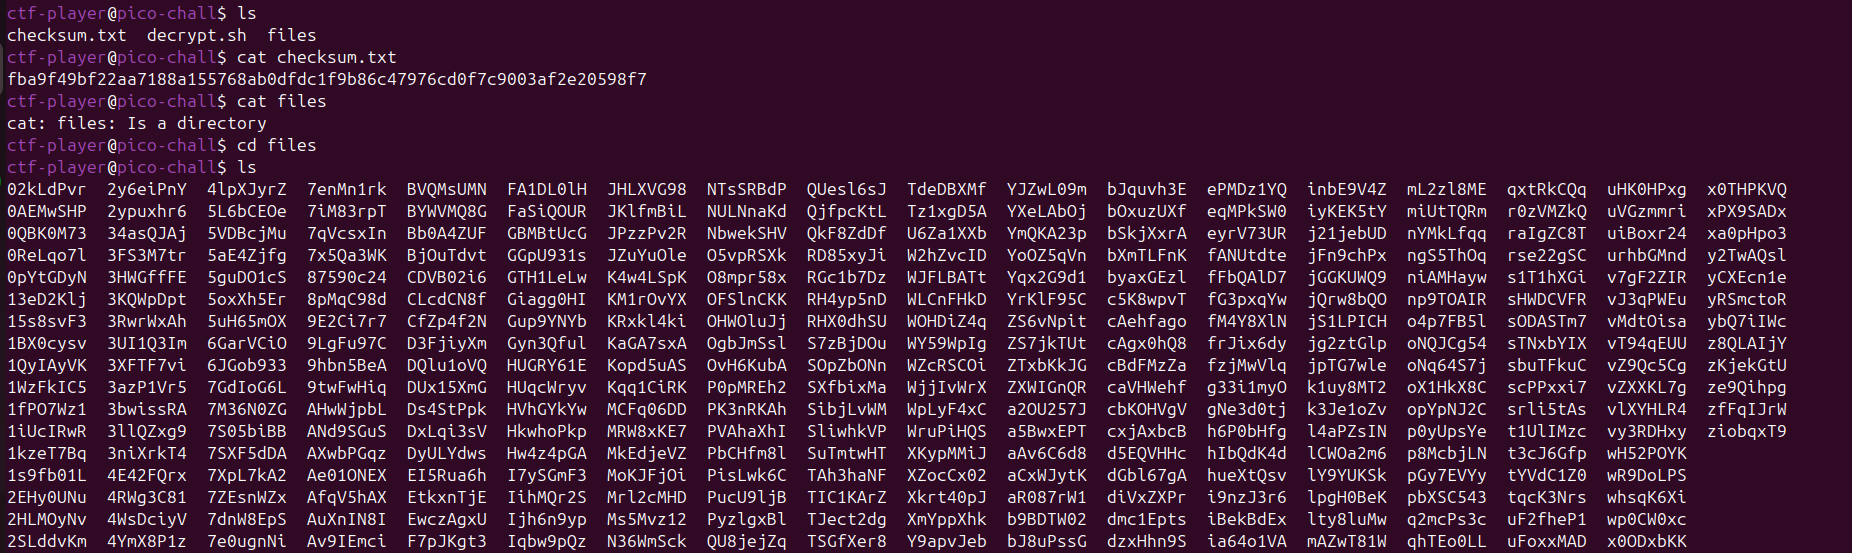 ctf-player@pico-chall$ ls
checksum.txt  decrypt.sh  files
ctf-player@pico-chall$ cat checksum.txt
fba9f49bf22aa7188a155768ab0dfdc1f9b86c47976cd0f7c9003af2e20598f7
ctf-player@pico-chall$ cat files
cat: files: Is a directory
ctf-player@pico-chall$ cd files
ctf-player@pico-chall$ ls
02kLdPvr  2y6eiPnY  4lpXJyrZ  7enMn1rk  BVQMsUMN  FA1DL0lH  JHLXVG98  NTsSRBdP  QUesl6sJ  TdeDBXMf  YJZwL09m  bJquvh3E  ePMDz1YQ  inbE9V4Z  mL2zl8ME  qxtRkCQq  uHK0HPxg  x0THPKVQ
0AEMwSHP  2ypuxhr6  5L6bCEOe  7iM83rpT  BYWVMQ8G  FaSiQOUR  JKlfmBiL  NULNnaKd  QjfpcKtL  Tz1xgD5A  YXeLAbOj  bOxuzUXf  eqMPkSW0  iyKEK5tY  miUtTQRm  r0zVMZkQ  uVGzmmri  xPX9SADx
0QBK0M73  34asQJAj  5VDBcjMu  7qVcsxIn  Bb0A4ZUF  GBMBtUcG  JPzzPv2R  NbwekSHV  QkF8ZdDf  U6Za1XXb  YmQKA23p  bSkjXxrA  eyrV73UR  j21jebUD  nYMkLfqq  raIgZC8T  uiBoxr24  xa0pHpo3
0ReLqo7l  3FS3M7tr  5aE4Zjfg  7x5Qa3WK  BjOuTdvt  GGpU931s  JZuYuOle  O5vpRSXk  RD85xyJi  W2hZvcID  YoOZ5qVn  bXmTLFnK  fANUtdte  jFn9chPx  ngS5ThOq  rse22gSC  urhbGMnd  y2TwAQsl
0pYtGDyN  3HWGffFE  5guDO1cS  87590c24  CDVB02i6  GTH1LeLw  K4w4LSpK  O8mpr58x  RGc1b7Dz  WJFLBATt  Yqx2G9d1  byaxGEzl  fFbQAlD7  jGGKUWQ9  niAMHayw  s1T1hXGi  v7gF2ZIR  yCXEcn1e
13eD2Klj  3KQWpDpt  5oxXh5Er  8pMqC98d  CLcdCN8f  Giagg0HI  KM1rOvYX  OFSlnCKK  RH4yp5nD  WLCnFHkD  YrKlF95C  c5K8wpvT  fG3pxqYw  jQrw8bQO  np9TOAIR  sHWDCVFR  vJ3qPWEu  yRSmctoR
15s8svF3  3RwrWxAh  5uH65mOX  9E2Ci7r7  CfZp4f2N  Gup9YNYb  KRxkl4ki  OHWOluJj  RHX0dhSU  WOHDiZ4q  ZS6vNpit  cAehfago  fM4Y8XlN  jS1LPICH  o4p7FB5l  sODASTm7  vMdtOisa  ybQ7iIWc
1BX0cysv  3UI1Q3Im  6GarVCiO  9LgFu97C  D3FjiyXm  Gyn3Qful  KaGA7sxA  OgbJmSsl  S7zBjDOu  WY59WpIg  ZS7jkTUt  cAgx0hQ8  frJix6dy  jg2ztGlp  oNQJCg54  sTNxbYIX  vT94qEUU  z8QLAIjY
1QyIAyVK  3XFTF7vi  6JGob933  9hbn5BeA  DQlu1oVQ  HUGRY61E  Kopd5uAS  OvH6KubA  SOpZbONn  WZcRSCOi  ZTxbKkJG  cBdFMzZa  fzjMwVlq  jpTG7wle  oNq64S7j  sbuTFkuC  vZ9Qc5Cg  zKjekGtU
1WzFkIC5  3azP1Vr5  7GdIoG6L  9twFwHiq  DUx15XmG  HUqcWryv  Kqq1CiRK  P0pMREh2  SXfbixMa  WjjIvWrX  ZXWIGnQR  caVHWehf  g33i1myO  k1uy8MT2  oX1HkX8C  scPPxxi7  vZXXKL7g  ze9Qihpg
1fPO7Wz1  3bwissRA  7M36N0ZG  AHwWjpbL  Ds4StPpk  HVhGYkYw  MCFq06DD  PK3nRKAh  SibjLvWM  WpLyF4xC  a2OU257J  cbKOHVgV  gNe3d0tj  k3Je1oZv  opYpNJ2C  srli5tAs  vlXYHLR4  zfFqIJrW
1iUcIRwR  3llQZxg9  7S05biBB  ANd9SGuS  DxLqi3sV  HkwhoPkp  MRW8xKE7  PVAhaXhI  SliwhkVP  WruPiHQS  a5BwxEPT  cxjAxbcB  h6P0bHfg  l4aPZsIN  p0yUpsYe  t1UlIMzc  vy3RDHxy  ziobqxT9
1kzeT7Bq  3niXrkT4  7SXF5dDA  AXwbPGqz  DyULYdws  Hw4z4pGA  MkEdjeVZ  PbCHfm8l  SuTmtwHT  XKypMMiJ  aAv6C6d8  d5EQVHHc  hIbQdK4d  lCWOa2m6  p8McbjLN  t3cJ6Gfp  wH52POYK
1s9fb01L  4E42FQrx  7XpL7kA2  Ae01ONEX  EI5Rua6h  I7ySGmF3  MoKJFjOi  PisLwk6C  TAh3haNF  XZocCx02  aCxWJytK  dGbl67gA  hueXtQsv  lY9YUKSk  pGy7EVYy  tYVdC1Z0  wR9DoLPS
2EHy0UNu  4RWg3C81  7ZEsnWZx  AfqV5hAX  EtkxnTjE  IihMQr2S  Mrl2cMHD  PucU9ljB  TIC1KArZ  Xkrt40pJ  aR087rW1  diVxZXPr  i9nzJ3r6  lpgH0BeK  pbXSC543  tqcK3Nrs  whsqK6Xi
2HLMOyNv  4WsDciyV  7dnW8EpS  AuXnIN8I  EwczAgxU  Ijh6n9yp  Ms5Mvz12  PyzlgxBl  TJect2dg  XmYppXhk  b9BDTW02  dmc1Epts  iBekBdEx  lty8luMw  q2mcPs3c  uF2fheP1  wp0CW0xc
2SLddvKm  4YmX8P1z  7e0ugnNi  Av9IEmci  F7pJKgt3  Iqbw9pQz  N36WmSck  QU8jejZq  TSGfXer8  Y9apvJeb  bJ8uPssG  dzxHhn9S  ia64o1VA  mAZwT81W  qhTEo0LL  uFoxxMAD  x0ODxbKK